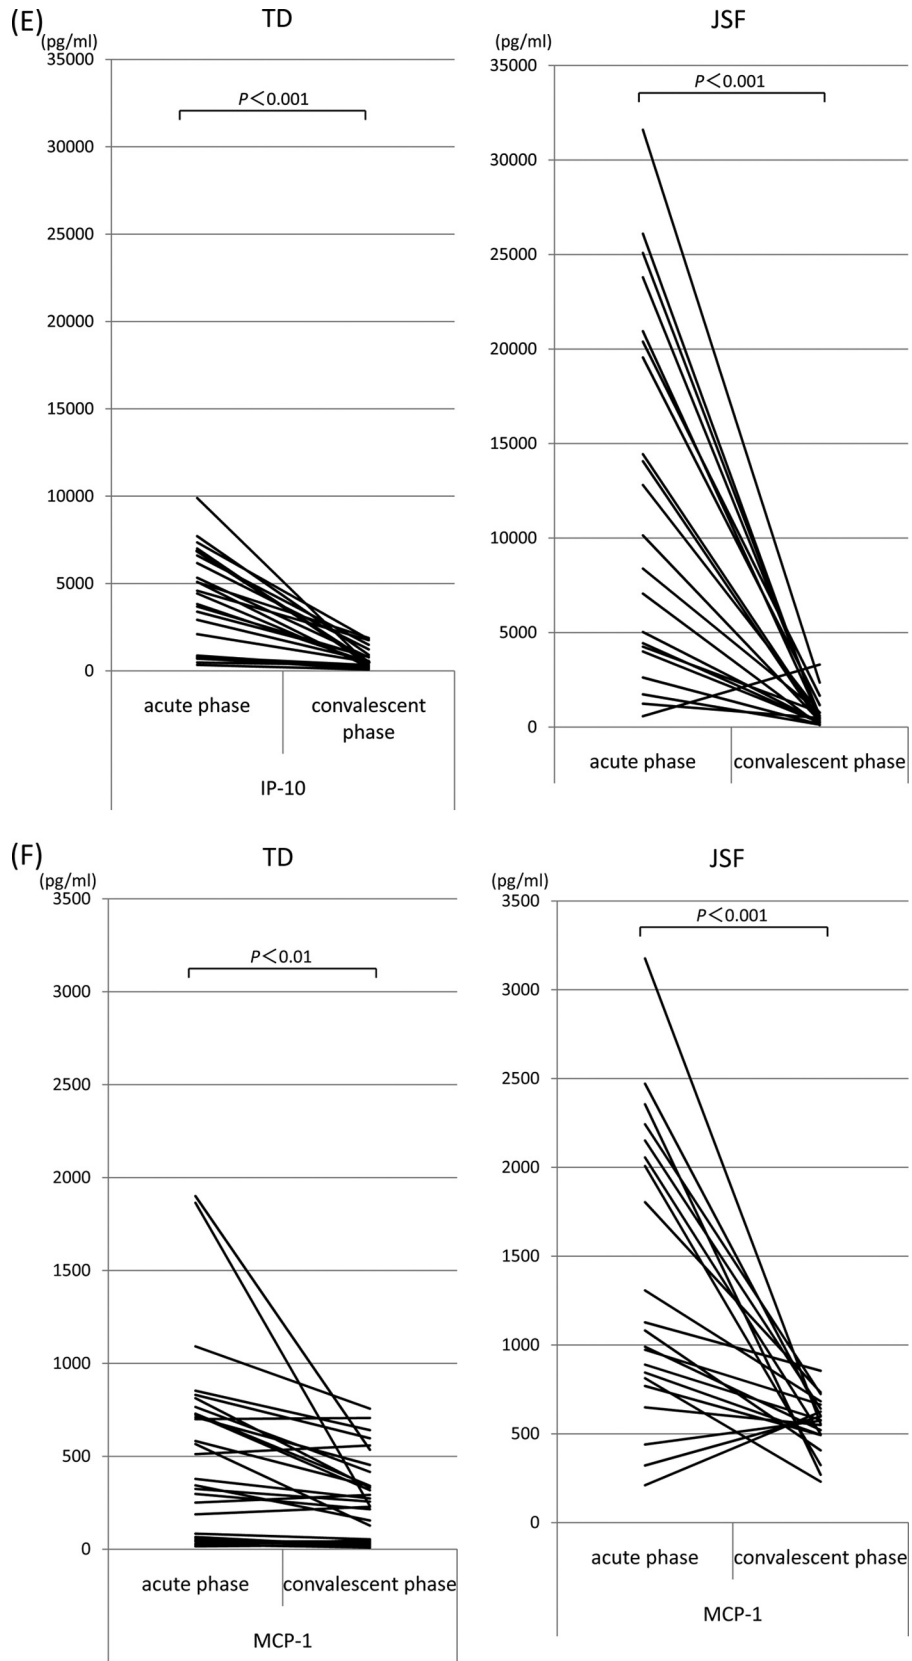 (E)
TD
(pg/ml)
35000
30000
25000
20000
15000
10000
5000
0
P<0.001
acute phase
convalescent
phase
IP-10
JSF
35000
30000
25000
20000
15000
10000
5000
0
P<0.001
acute phase
convalescent phase
(F)
TD
(pg/ml)
3500
3000
2500
2000
1500
1000
500
0
P<0.01
acute phase
convalescent phase
MCP-1
JSF
(pg/ml)
3500
3000
2500
2000
1500
1000
500
0
P<0.001
acute phase
convalescent phase
MCP-1